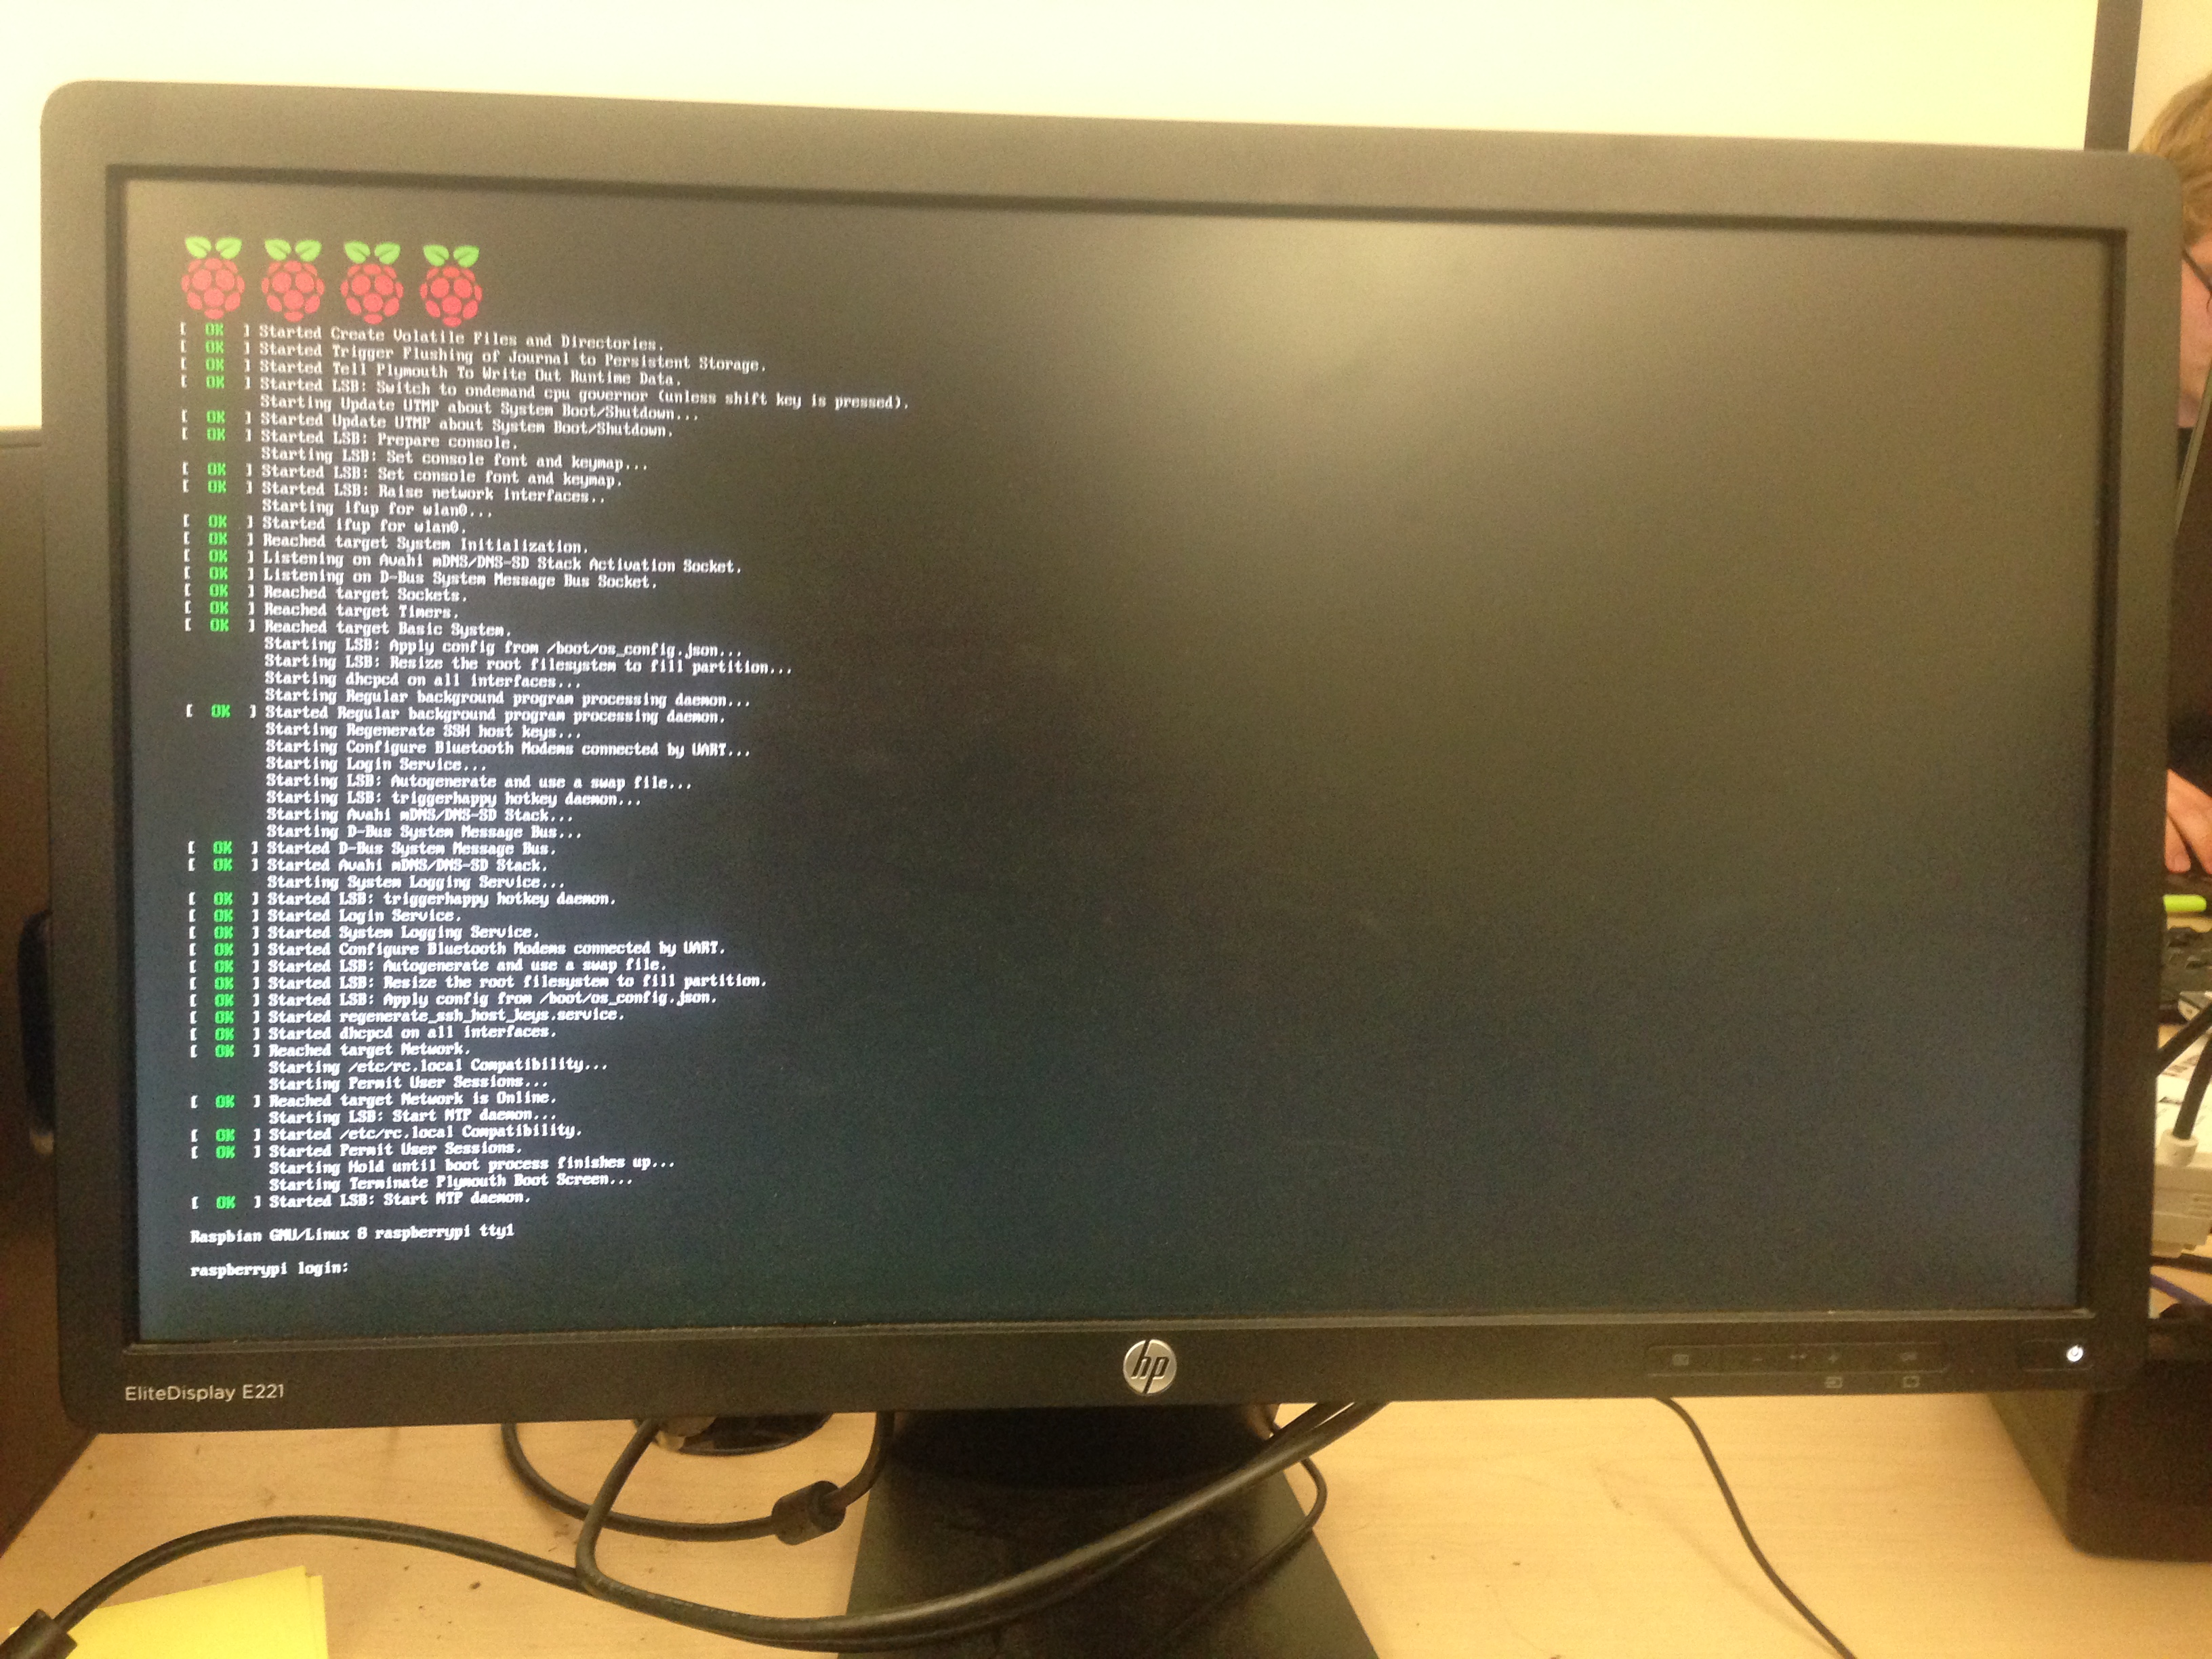 [ OK ] Started Create Volatile Files and Directories.
[ OK ] Started Trigger Flushing of Journal to Persistent Storage.
[ OK ] Started Tell Plymouth To Write Out Runtime Data.
[ OK ] Started LSB: Switch to ondemand cpu governor (unless shift key is pressed).
Starting Update UTMP about System Boot/Shutdown...
[ OK ] Started Update UTMP about System Boot/Shutdown.
[ OK ] Started LSB: Prepare console.
Starting LSB: Set console font and keymap...
[ OK ] Started LSB: Set console font and keymap.
[ OK ] Started LSB: Raise network interfaces..
Starting ifup for wlan0...
[ OK ] Started ifup for wlan0.
[ OK ] Reached target System Initialization.
[ OK ] Listening on Avahi mDNS/DNS-SD Stack Activation Socket.
[ OK ] Listening on D-Bus System Message Bus Socket.
[ OK ] Reached target Sockets.
[ OK ] Reached target Timers.
[ OK ] Reached target Basic System.
Starting LSB: Apply config from /boot/os_config.json...
Starting LSB: Resize the root filesystem to fill partition...
Starting dhcpcd on all interfaces...
Starting Regular background program processing daemon...
[ OK ] Started Regular background program processing daemon.
Starting Regenerate SSH host keys...
Starting Configure Bluetooth Modems connected by UART...
Starting Login Service...
Starting LSB: Autogenerate and use a swap file...
Starting LSB: triggerhappy hotkey daemon...
Starting Avahi mDNS/DNS-SD Stack...
Starting D-Bus System Message Bus...
[ OK ] Started D-Bus System Message Bus.
[ OK ] Started Avahi mDNS/DNS-SD Stack.
Starting System Logging Service...
[ OK ] Started LSB: triggerhappy hotkey daemon.
[ OK ] Started Login Service.
[ OK ] Started System Logging Service.
[ OK ] Started Configure Bluetooth Modems connected by UART.
[ OK ] Started LSB: Autogenerate and use a swap file.
[ OK ] Started LSB: Resize the root filesystem to fill partition.
[ OK ] Started LSB: Apply config from /boot/os_config.json.
[ OK ] Started regenerate_ssh_host_keys.service.
[ OK ] Started dhcpcd on all interfaces.
[ OK ] Reached target Network.
Starting /etc/rc.local Compatibility...
Starting Permit User Sessions...
[ OK ] Reached target Network is Online.
Starting LSB: Start NTP daemon...
[ OK ] Started /etc/rc.local Compatibility.
[ OK ] Started Permit User Sessions.
Starting Hold until boot process finishes up...
Starting Terminate Plymouth Boot Screen...
[ OK ] Started LSB: Start NTP daemon.
Raspbian GNU/Linux 8 raspberrypi tty1
raspberrypi login:
hp
EliteDisplay E221